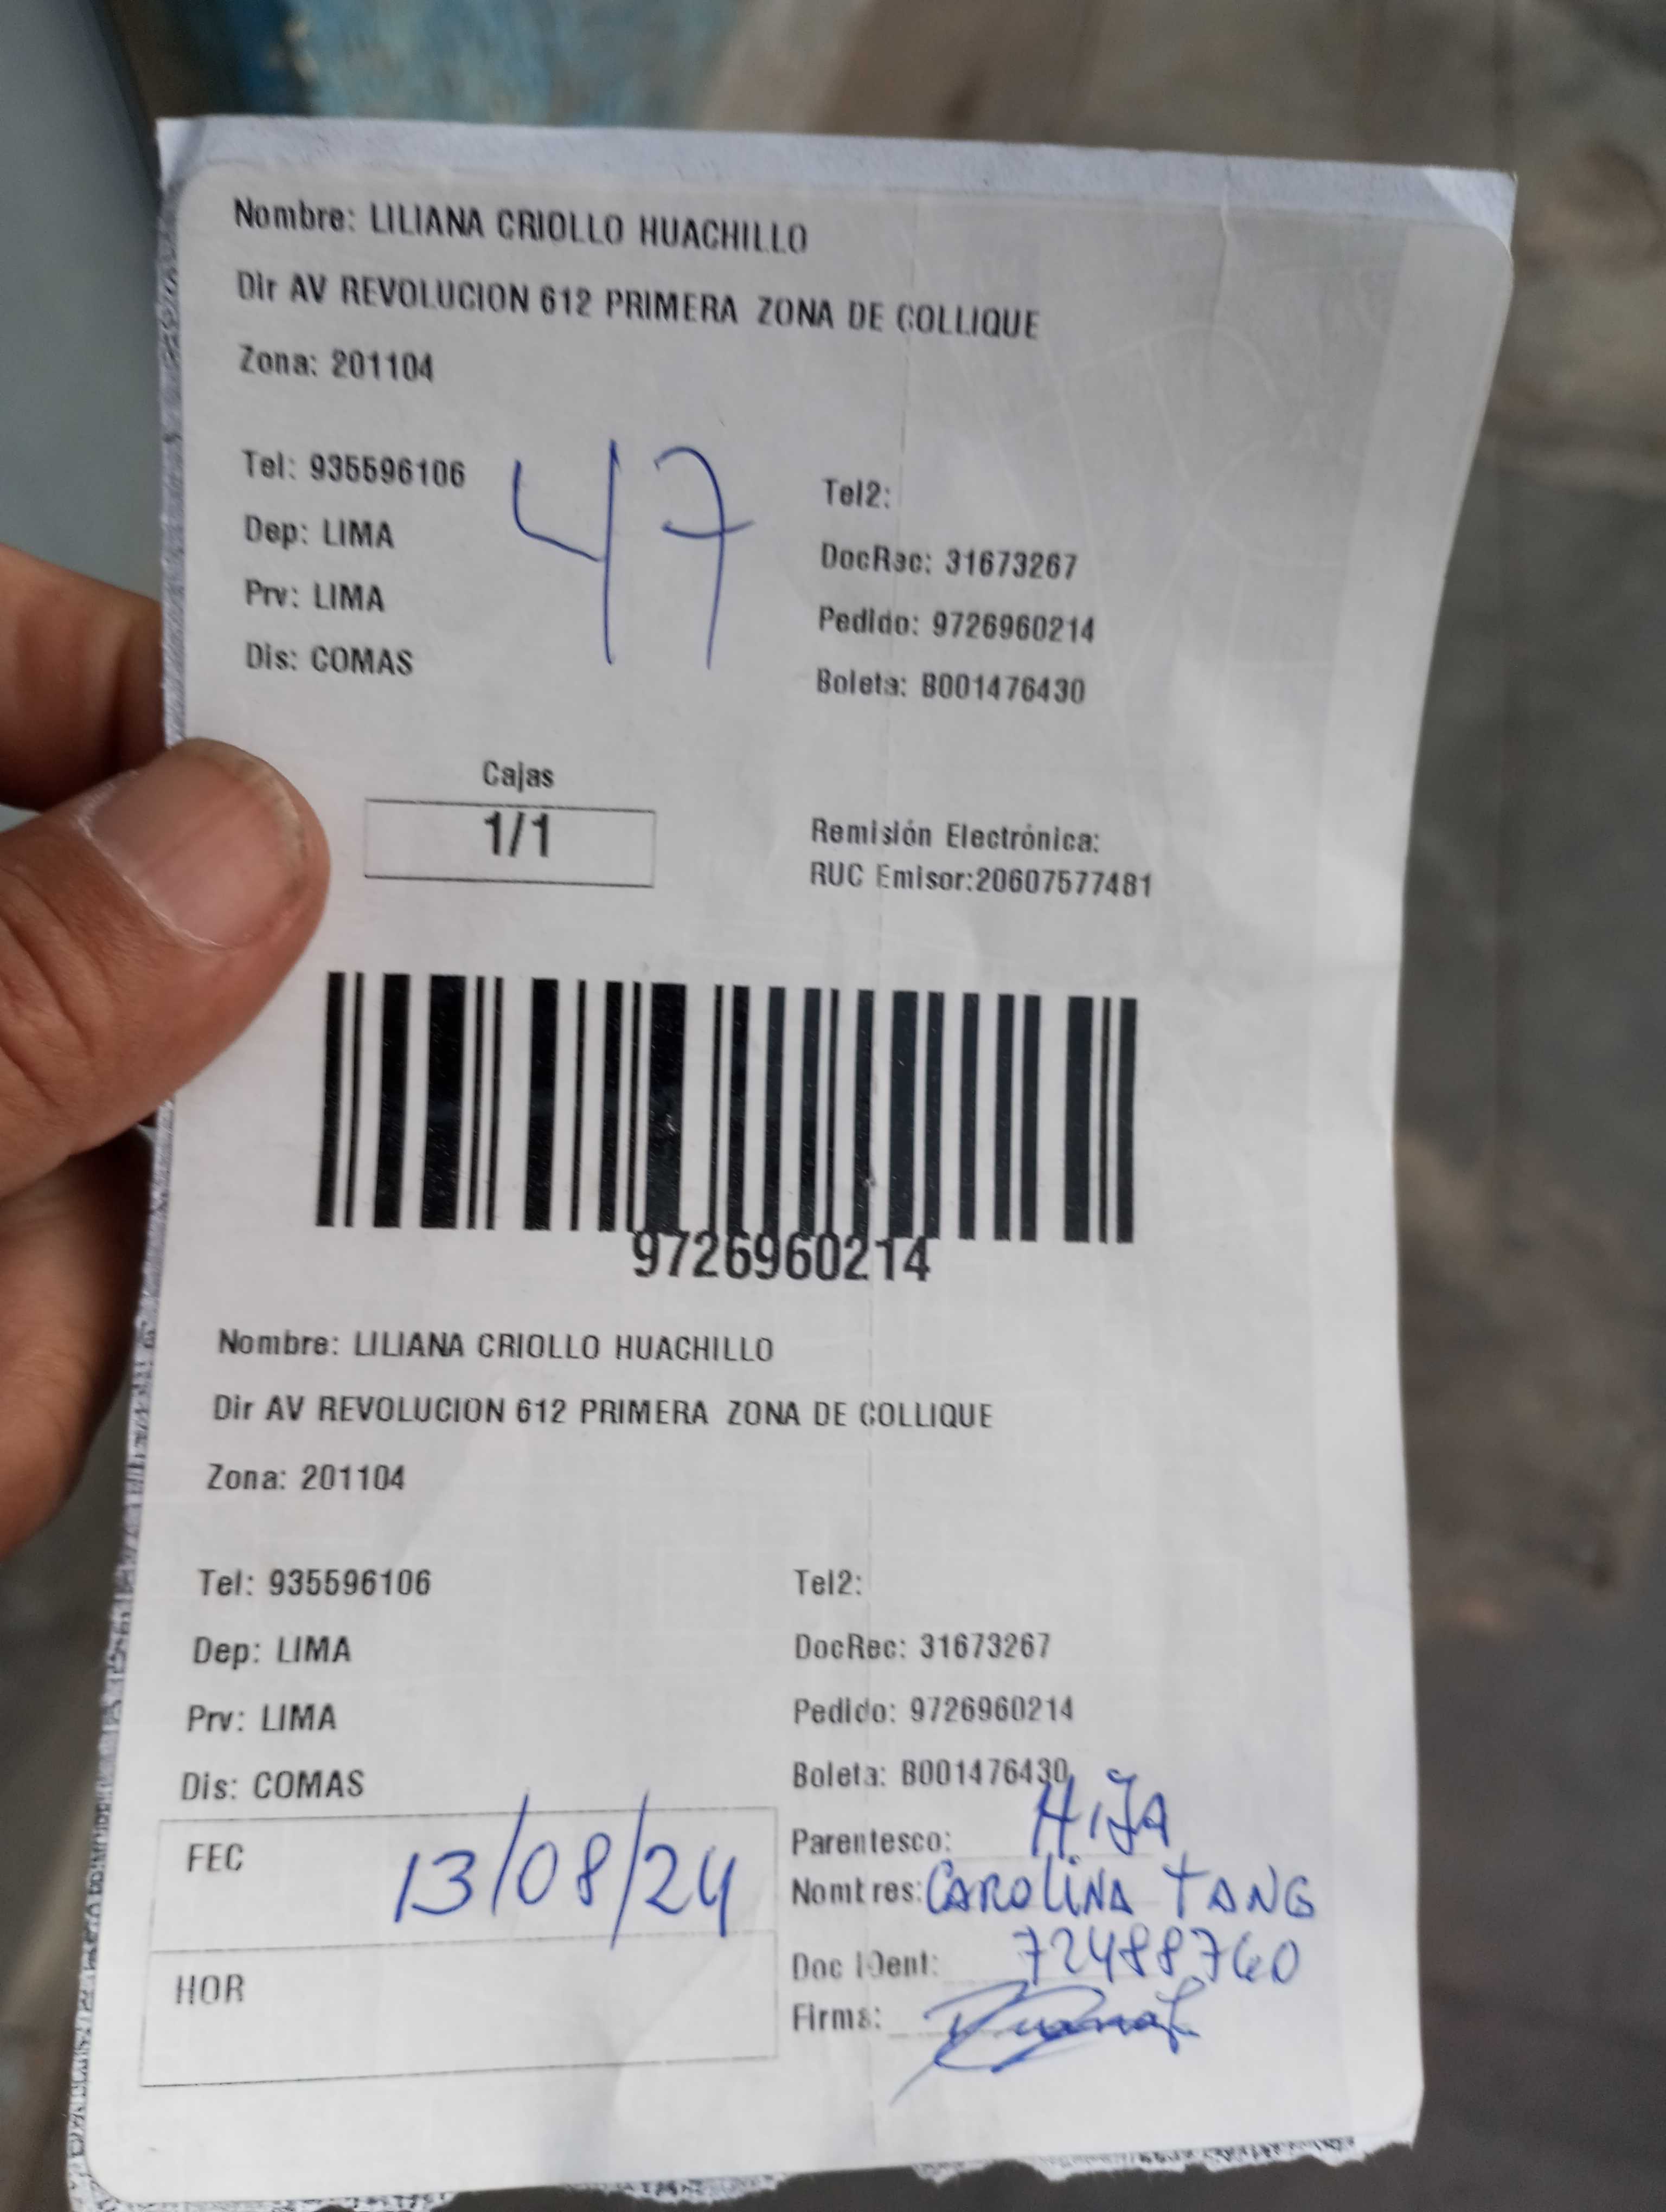 Nombre: LILIANA CRIOLLO HUACHILLO
Dir AV REVOLUCION 612 PRIMERA ZONA DE COLLIQUE
Zona: 201104
47
Tel: 935596106
Tel2:
Dep: LIMA
DocRec: 31673267
Prv: LIMA
Pedido: 9726960214
Dis: COMAS
Boleta: B001476430
Cajas
1/1
Remisión Electrónica:
RUC Emisor:20607577481
9726960214
Nombre: LILIANA CRIOLLO HUACHILLO
Dir AV REVOLUCION 612 PRIMERA ZONA DE COLLIQUE
Zona: 201104
Tel: 935596106
Tel2:
Dep: LIMA
DocRec: 31673267
Prv: LIMA
Pedido: 9726960214
Dis: COMAS
Boleta: B001476430
FEC 13/08/24
Parentesco: HIJA
Nombres: CAROLINA TANG
HOR
Doc IDent: 72488760
Firma: